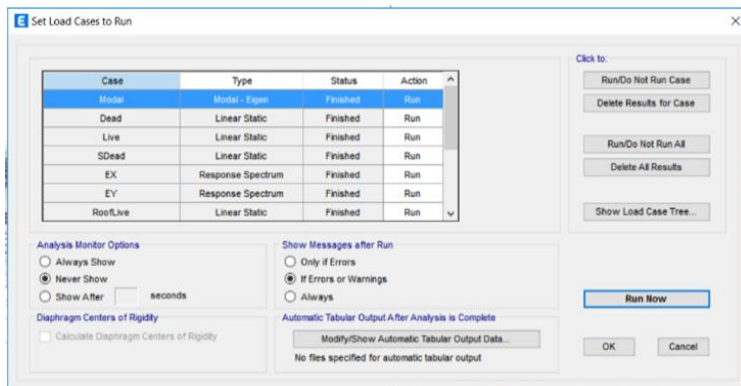 E Set Load Cases to Run
Case Type Status Action
Modal Modal - Eigen Finished Run
Dead Linear Static Finished Run
Live Linear Static Finished Run
SDead Linear Static Finished Run
EX Response Spectrum Finished Run
EY Response Spectrum Finished Run
RoofLive Linear Static Finished Run
Click to:
Run/Do Not Run Case
Delete Results for Case
Run/Do Not Run All
Delete All Results
Show Load Case Tree...
Analysis Monitor Options
Always Show
Never Show
Show After seconds
Show Messages after Run
Only if Errors
If Errors or Warnings
Always
Run Now
Diaphragm Centers of Rigidity
Calculate Diaphragm Centers of Rigidity
Automatic Tabular Output After Analysis is Complete
Modify/Show Automatic Tabular Output Data...
No files specified for automatic tabular output
OK Cancel